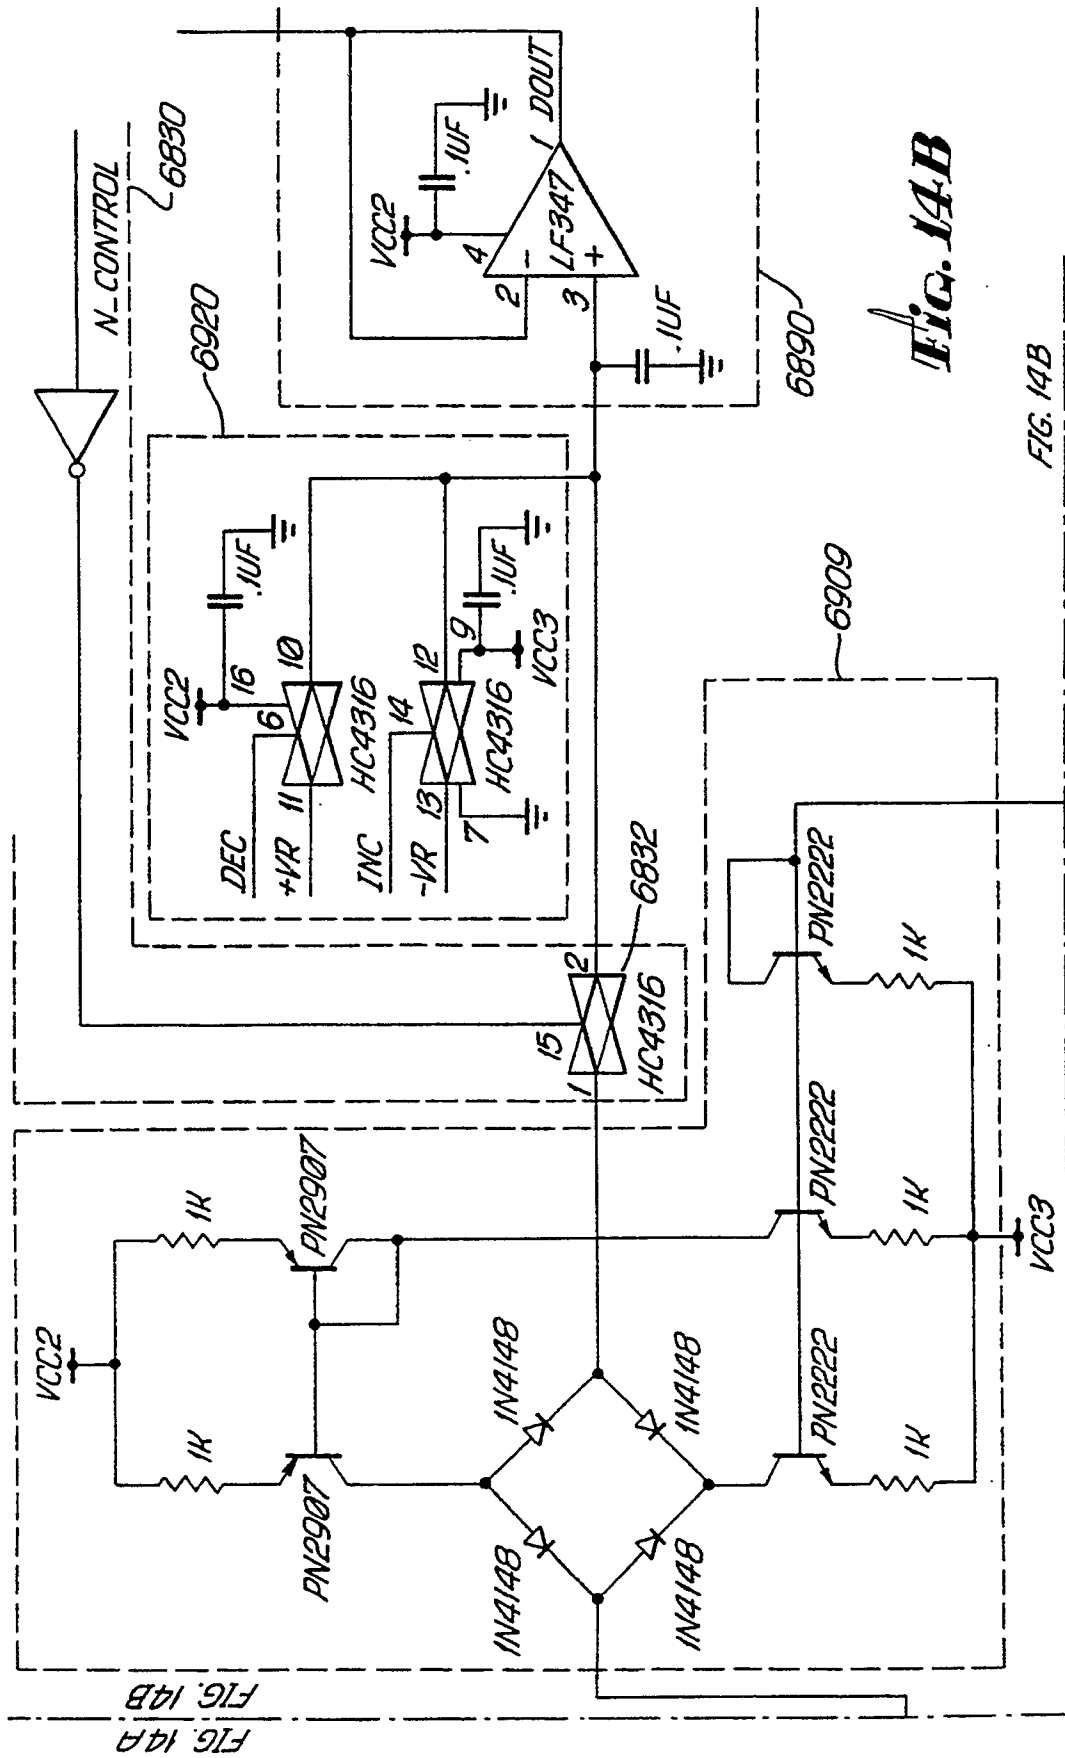 N_CONTROL
6830
VCC2
.1UF
4
2
3
-
+
LF347
1
DOUT
.1UF
6890
6920
VCC2
16
.1UF
DEC
6
+VR
11
10
HC4316
INC
14
-VR
13
12
HC4316
7
9
.1UF
VCC3
15
1
2
HC4316
6832
6909
VCC2
1K
1K
PN2907
PN2907
1N4148
1N4148
1N4148
1N4148
PN2222
PN2222
PN2222
1K
1K
1K
VCC3
FIG. 14A
FIG. 14B
FIG. 14B
Fig. 14B